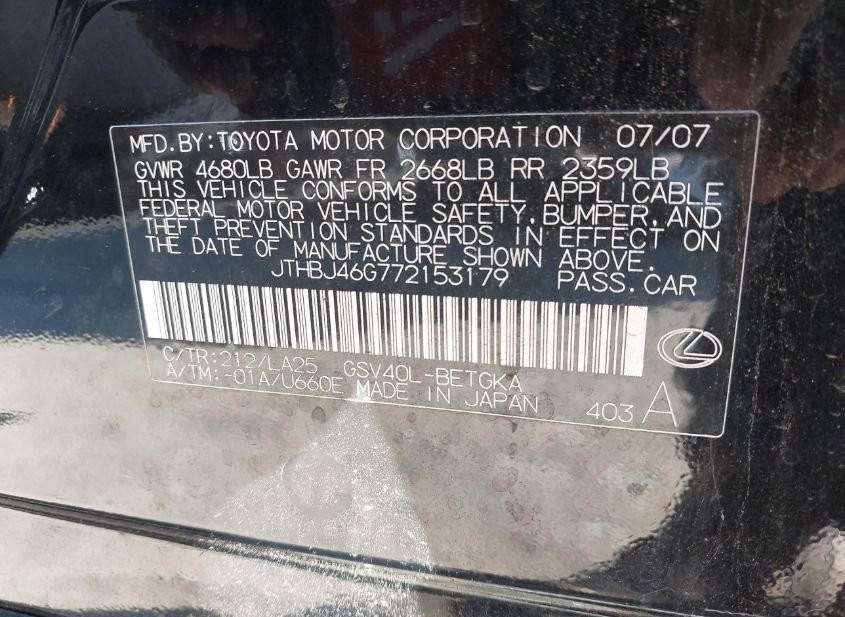 MFD.BY:TOYOTA MOTOR CORPORATION 07/07
GVWR 4680LB GAWR FR 2668LB RR 2359LB
THIS VEHICLE CONFORMS TO ALL APPLICABLE
FEDERAL MOTOR VEHICLE SAFETY,BUMPER,AND
THEFT PREVENTION STANDARDS IN EFFECT ON
THE DATE OF MANUFACTURE SHOWN ABOVE.
JTHBJ46G772153179 PASS.CAR
C/TR:212/LA25 GSV40L-BETGKA
A/TM:-01A/U660E MADE IN JAPAN 403 A